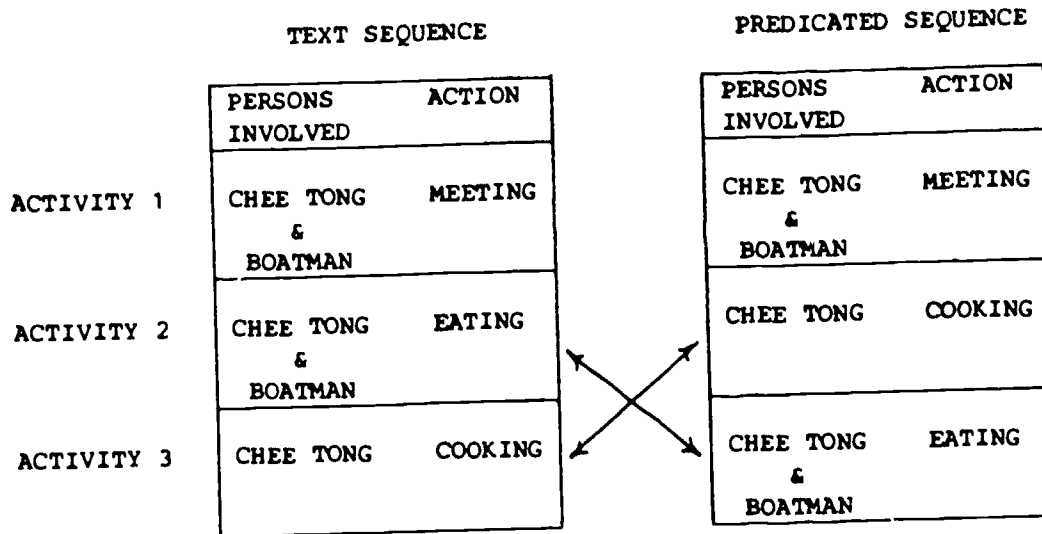 TEXT SEQUENCE PREDICATED SEQUENCE
PERSONS ACTION PERSONS ACTION
INVOLVED INVOLVED
ACTIVITY 1 CHEE TONG MEETING CHEE TONG MEETING
& &
BOATMAN BOATMAN
ACTIVITY 2 CHEE TONG EATING CHEE TONG COOKING
&
BOATMAN
ACTIVITY 3 CHEE TONG COOKING CHEE TONG EATING
&
BOATMAN